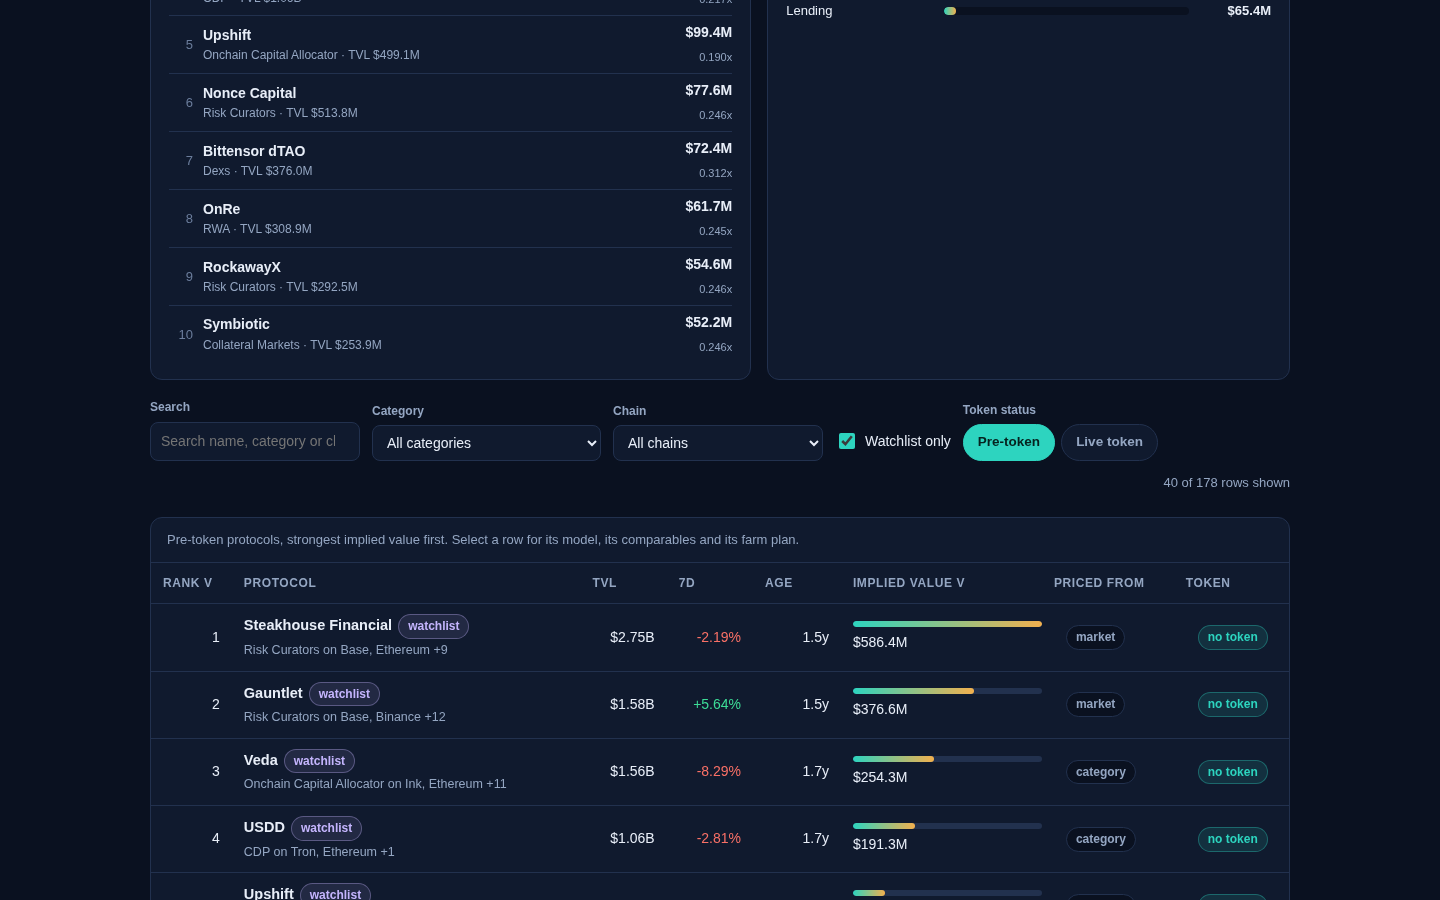 5
Upshift
$99.4M
Onchain Capital Allocator · TVL $499.1M
0.190x
6
Nonce Capital
$77.6M
Risk Curators · TVL $513.8M
0.246x
7
Bittensor dTAO
$72.4M
Dexs · TVL $376.0M
0.312x
8
OnRe
$61.7M
RWA · TVL $308.9M
0.245x
9
RockawayX
$54.6M
Risk Curators · TVL $292.5M
0.246x
10
Symbiotic
$52.2M
Collateral Markets · TVL $253.9M
0.246x
Lending
$65.4M
Search
Search name, category or cl
Category
All categories
Chain
All chains
Watchlist only
Token status
Pre-token
Live token
40 of 178 rows shown
Pre-token protocols, strongest implied value first. Select a row for its model, its comparables and its farm plan.
RANK V PROTOCOL TVL 7D AGE IMPLIED VALUE V PRICED FROM TOKEN
1 Steakhouse Financial watchlist $2.75B -2.19% 1.5y $586.4M market no token
Risk Curators on Base, Ethereum +9
2 Gauntlet watchlist $1.58B +5.64% 1.5y $376.6M market no token
Risk Curators on Base, Binance +12
3 Veda watchlist $1.56B -8.29% 1.7y $254.3M category no token
Onchain Capital Allocator on Ink, Ethereum +11
4 USDD watchlist $1.06B -2.81% 1.7y $191.3M category no token
CDP on Tron, Ethereum +1
Upshift watchlist